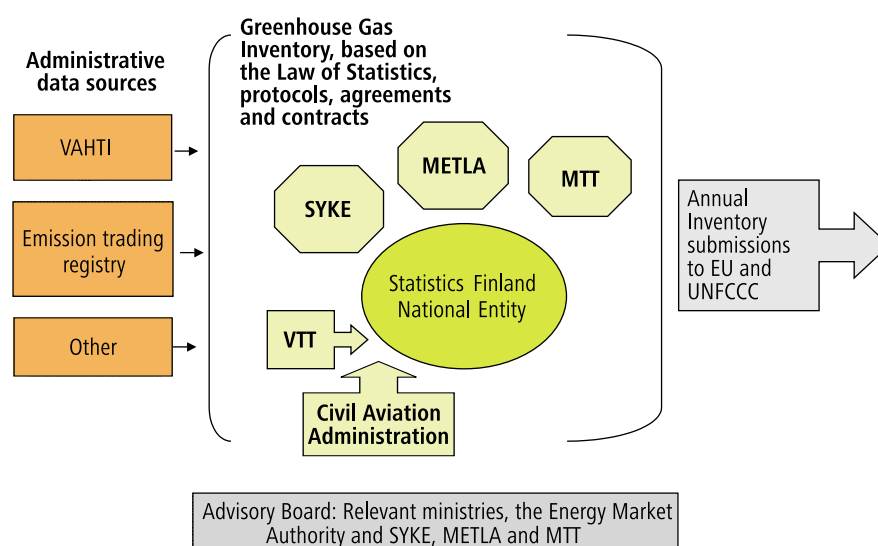 Administrative
data sources
VAHTI
Emission trading
registry
Other
Greenhouse Gas
Inventory, based on
the Law of Statistics,
protocols, agreements
and contracts
SYKE
METLA
MTT
Statistics Finland
National Entity
VTT
Civil Aviation
Administration
Annual
Inventory
submissions
to EU and
UNFCCC
Advisory Board: Relevant ministries, the Energy Market
Authority and SYKE, METLA and MTT